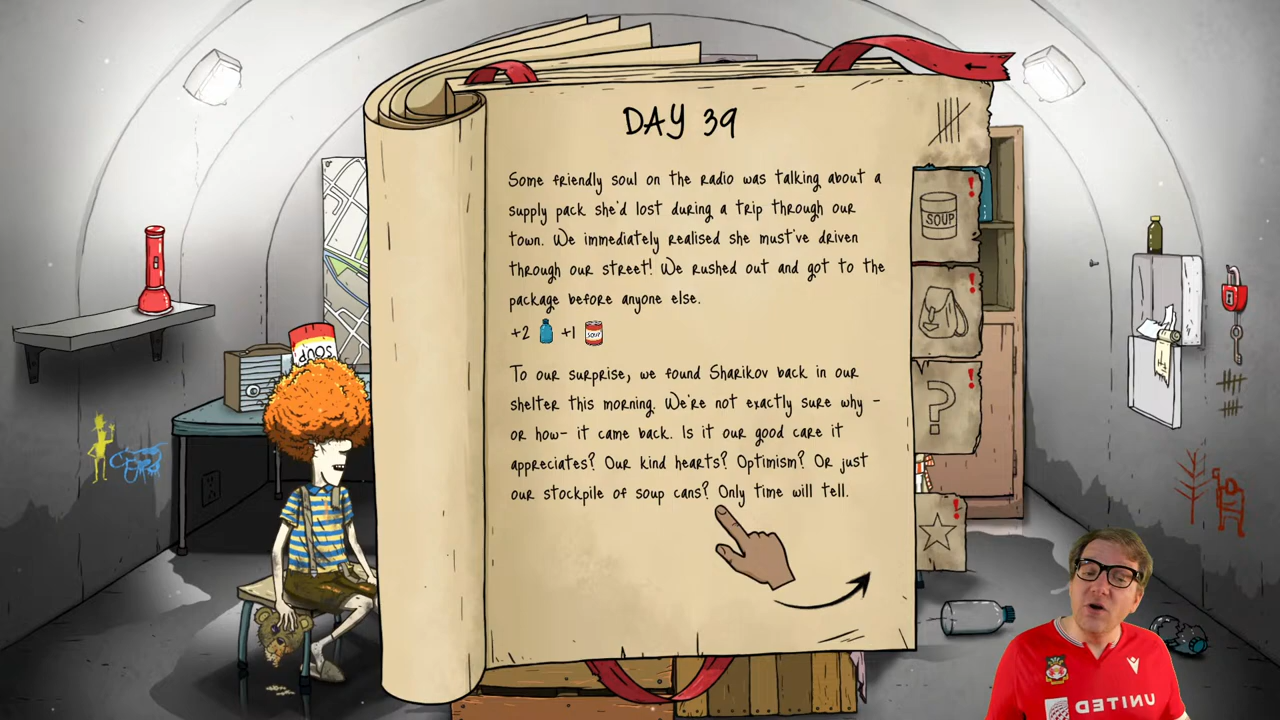 DAY 39
Some friendly soul on the radio was talking about a
supply pack she'd lost during a trip through our
town. We immediately realised she must've driven
through our street! We rushed out and got to the
package before anyone else.
+2 +1 SOUP
To our surprise, we found Sharikov back in our
shelter this morning. We're not exactly sure why -
or how- it came back. Is it our good care it
appreciates? Our kind hearts? Optimism? Or just
our stockpile of soup cans? Only time will tell.
!
SOUP
!
!
?
!
SOUP
UNITED